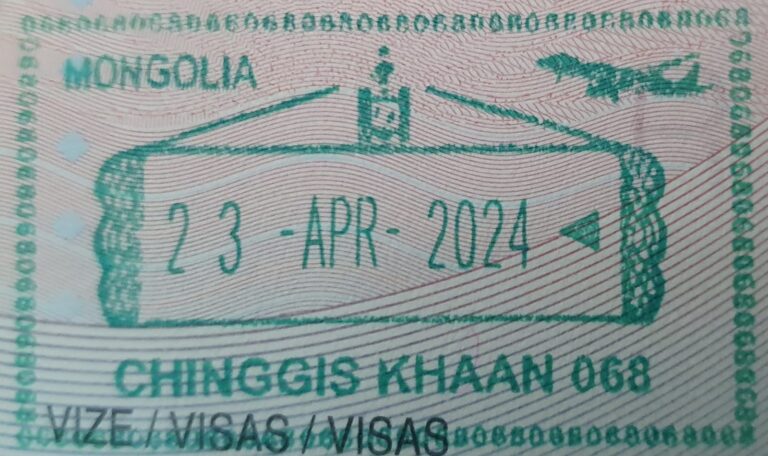 MONGOLIA
23 -APR- 2024
CHINGGIS KHAAN 068
VIZE / VISAS / VISAS